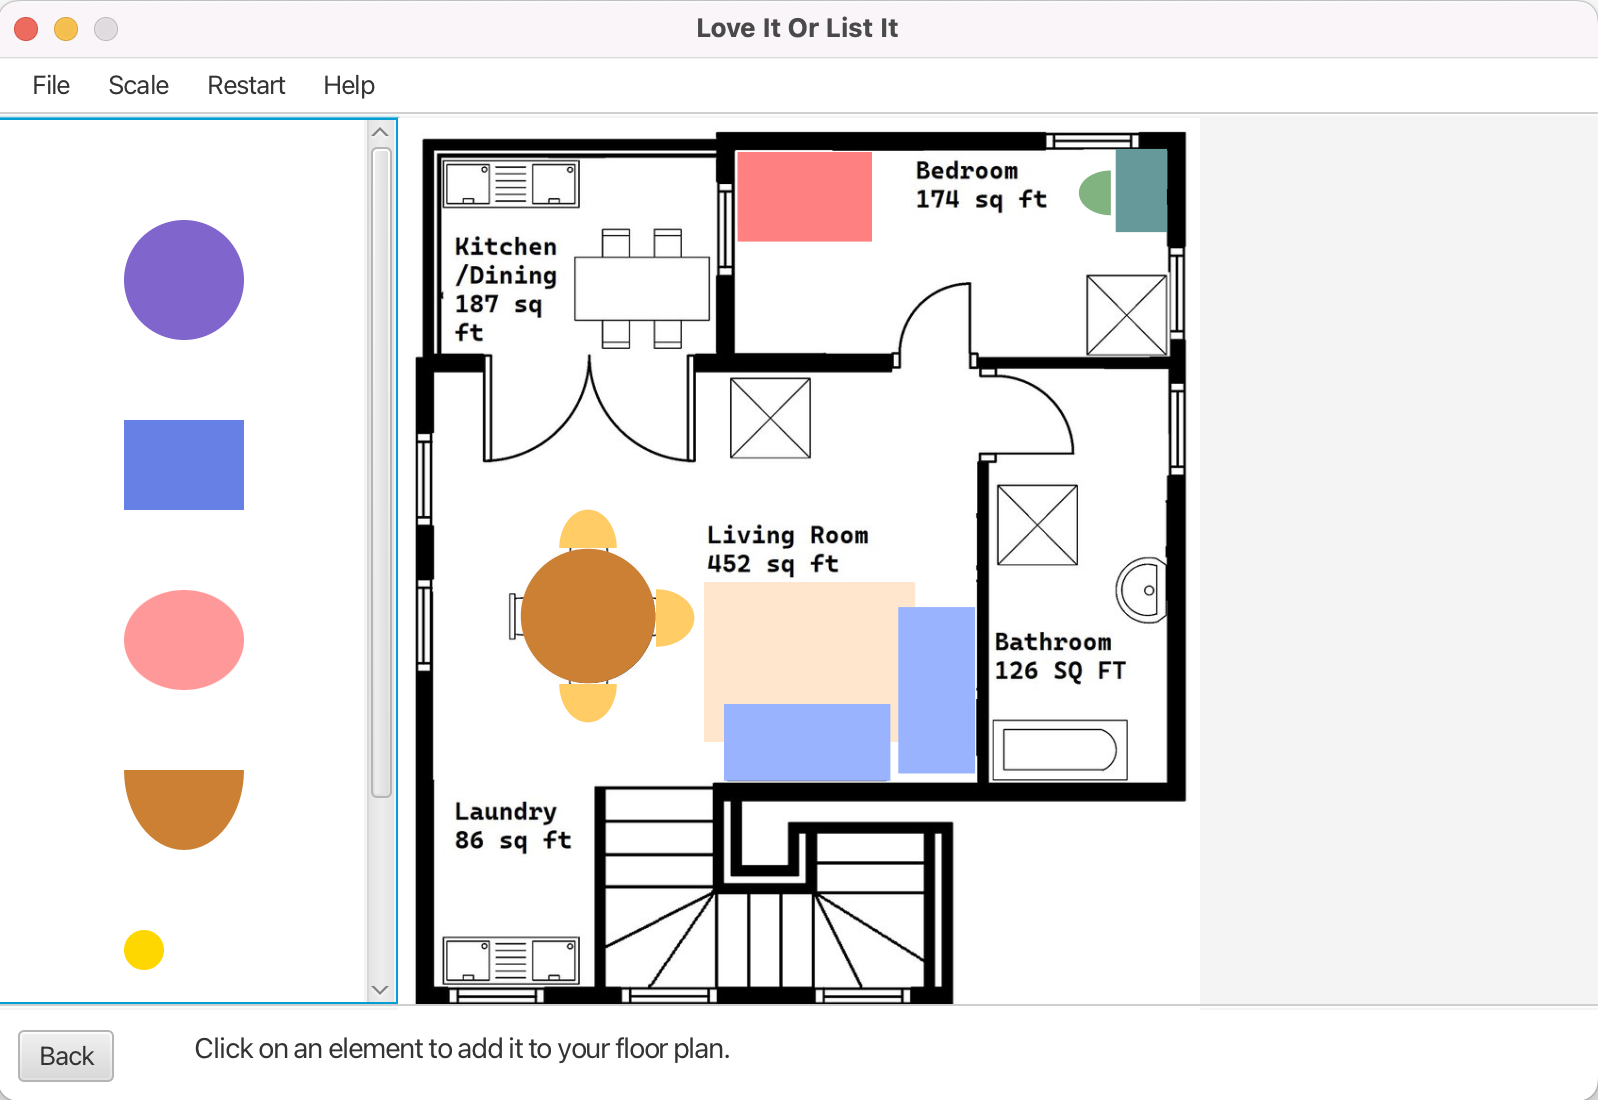 Love It Or List It
File Scale Restart Help
Bedroom
174 sq ft
Kitchen
/Dining
187 sq
ft
Living Room
452 sq ft
Bathroom
126 SQ FT
Laundry
86 sq ft
Back
Click on an element to add it to your floor plan.